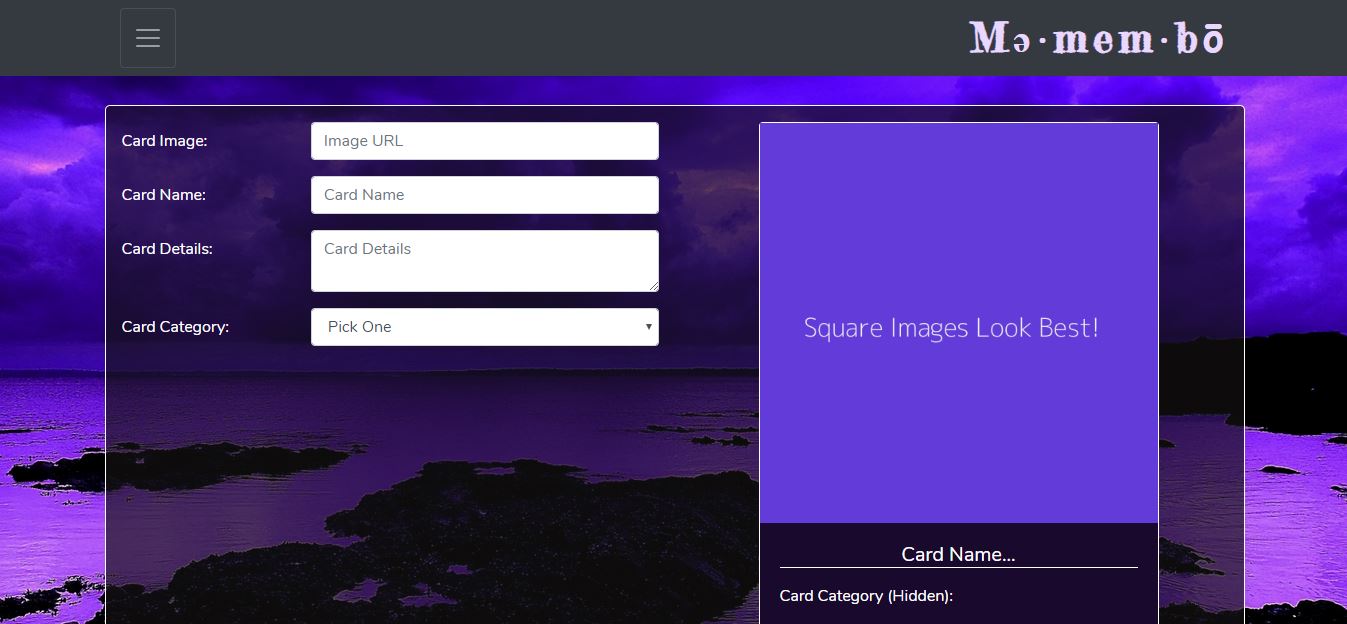 Mə·mem·bō
Card Image:
Image URL
Card Name:
Card Name
Card Details:
Card Details
Card Category:
Pick One
Square Images Look Best!
Card Name...
Card Category (Hidden):